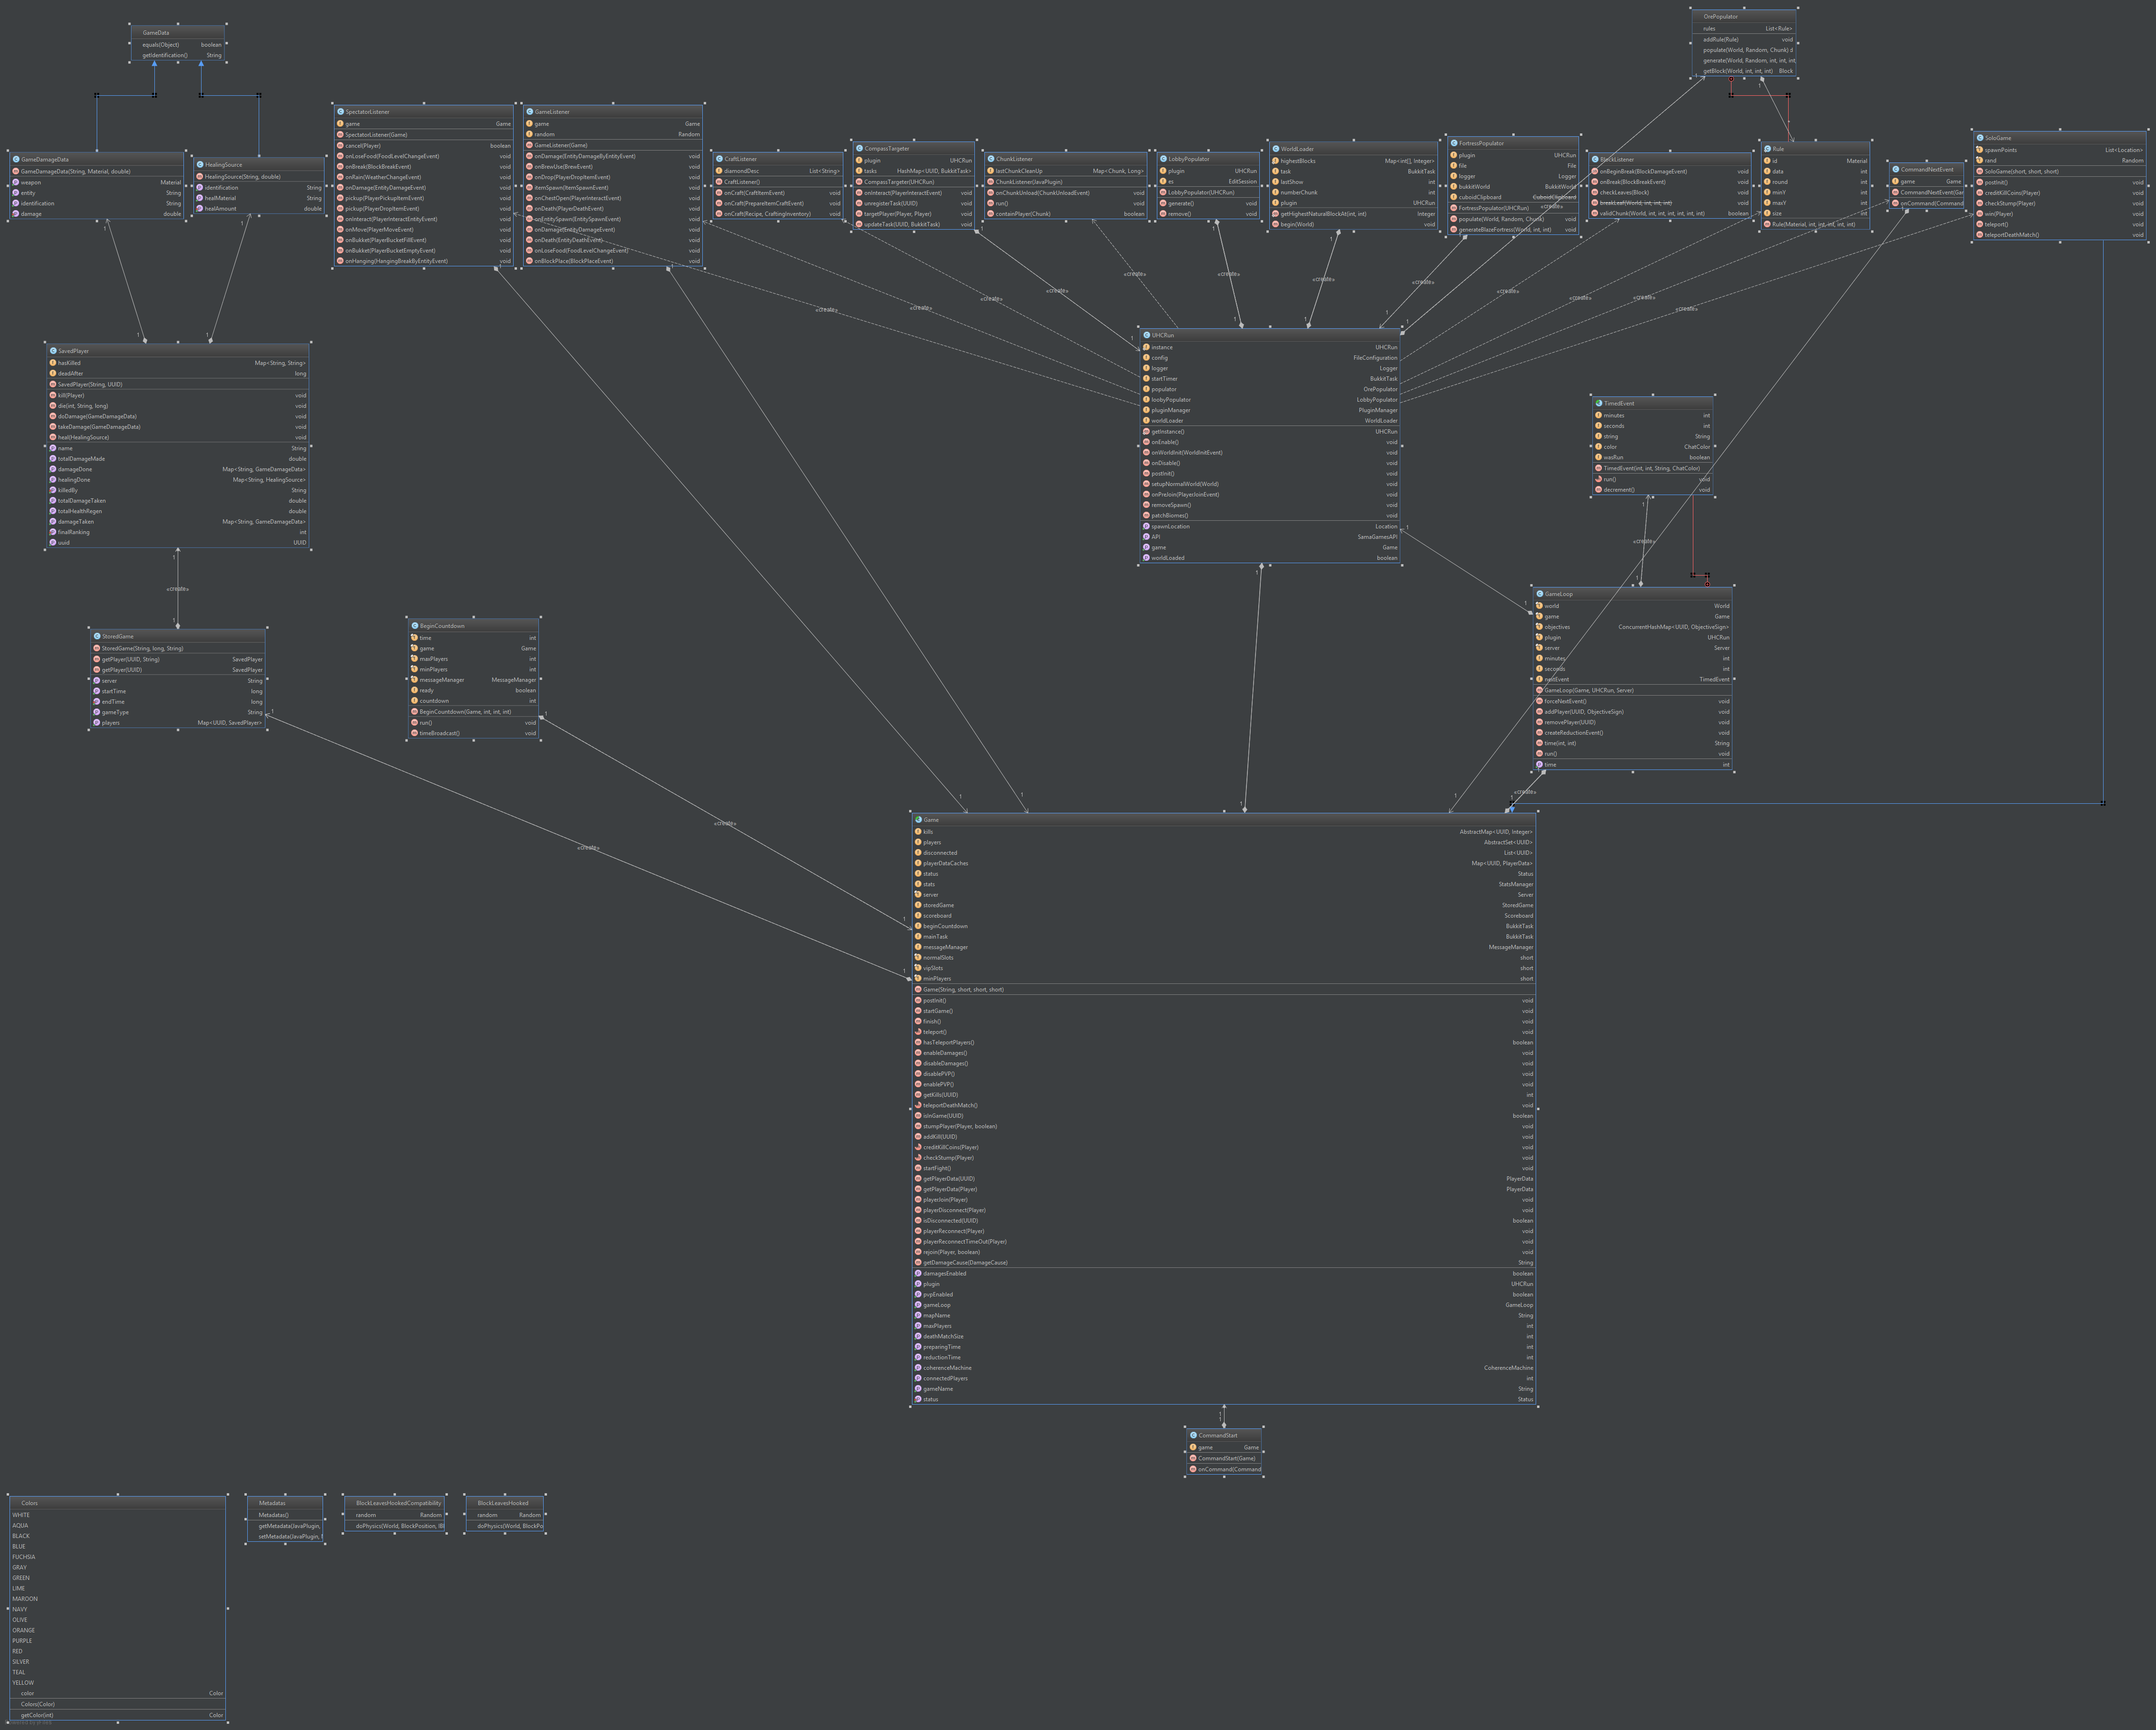 GameData
equals(Object) boolean
getIdentification() String
OrePopulator
rules List<Rule>
addRule(Rule) void
populate(World, Random, Chunk) d
generate(World, Random, int, int, int,
getBlock(World, int, int, int) Block
GameDamageData
GameDamageData(String, Material, double)
weapon Material
entity String
identification String
damage double
HealingSource
HealingSource(String, double)
identification String
healMaterial String
healAmount double
SpectatorListener
game Game
SpectatorListener(Game)
cancel(Player) boolean
onLoseFood(FoodLevelChangeEvent) void
onBreak(BlockBreakEvent) void
onRain(WeatherChangeEvent) void
onDamage(EntityDamageEvent) void
pickup(PlayerPickupItemEvent) void
onMove(PlayerMoveEvent) void
pickup(PlayerDropItemEvent) void
onInteract(PlayerInteractEntityEvent) void
onBukket(PlayerBucketFillEvent) void
onBukket(PlayerBucketEmptyEvent) void
onHanging(HangingBreakByEntityEvent) void
GameListener
game Game
random Random
GameListener(Game)
onDamage(EntityDamageByEntityEvent) void
onBrewUse(BrewEvent) void
onDrop(PlayerDropItemEvent) void
itemSpawn(ItemSpawnEvent) void
onChestOpen(PlayerInteractEvent) void
onDeath(PlayerDeathEvent) void
onEntitySpawn(EntitySpawnEvent) void
onDamage(EntityDamageEvent) void
onDeath(EntityDeathEvent) void
onLoseFood(FoodLevelChangeEvent) void
onBlockPlace(BlockPlaceEvent) void
CraftListener
diamondDesc List<String>
CraftListener()
onCraft(CraftItemEvent) void
onCraft(PrepareItemCraftEvent) void
onCraft(Recipe, CraftingInventory) void
CompassTargeter
plugin UHCRun
tasks HashMap<UUID, BukkitTask>
CompassTargeter(UHCRun)
onInteract(PlayerInteractEvent) void
unregisterTask(UUID) void
targetPlayer(Player, Player) void
updateTask(UUID, BukkitTask) void
ChunkListener
lastChunkCleanUp Map<Chunk, Long>
ChunkListener(JavaPlugin)
onChunkUnload(ChunkUnloadEvent) void
run() void
containPlayer(Chunk) boolean
LobbyPopulator
plugin UHCRun
es EditSession
LobbyPopulator(UHCRun)
generate() void
remove() void
WorldLoader
highestBlocks Map<int[], Integer>
task BukkitTask
lastShow int
numberChunk int
plugin UHCRun
getHighestNaturalBlockAt(int, int) Integer
begin(World) void
FortressPopulator
plugin UHCRun
file File
logger Logger
bukkitWorld BukkitWorld
cuboidClipboard CuboidClipboard
FortressPopulator(UHCRun)
populate(World, Random, Chunk) void
generateBlazeFortress(World, int, int) void
BlockListener
onBeginBreak(BlockDamageEvent) void
onBreak(BlockBreakEvent) void
checkLeaves(Block) void
breakLeaf(World, int, int, int) void
validChunk(World, int, int, int, int, int, int) boolean
Rule
id Material
data int
round int
minY int
maxY int
size int
Rule(Material, int, int, int, int, int)
CommandNextEvent
game Game
CommandNextEvent(Gar
onCommand(Command
SoloGame
spawnPoints List<Location>
rand Random
SoloGame(short, short, short)
postInit() void
creditKillCoins(Player) void
checkStump(Player) void
win(Player) void
teleport() void
teleportDeathMatch() void
«create» «create» «create» «create» «create» «create» «create» «create» «create» «create» «create» «create»
SavedPlayer
hasKilled Map<String, String>
deadAfter long
SavedPlayer(String, UUID)
kill(Player) void
die(int, String, long) void
doDamage(GameDamageData) void
takeDamage(GameDamageData) void
heal(HealingSource) void
name String
totalDamageMade double
damageDone Map<String, GameDamageData>
healingDone Map<String, HealingSource>
killedBy String
totalDamageTaken double
totalHealthRegen double
damageTaken Map<String, GameDamageData>
finalRanking int
uuid UUID
UHCRun
instance UHCRun
config FileConfiguration
logger Logger
startTimer BukkitTask
populator OrePopulator
loobyPopulator LobbyPopulator
pluginManager PluginManager
worldLoader WorldLoader
getInstance() UHCRun
onEnable() void
onWorldInit(WorldInitEvent) void
onDisable() void
postInit() void
setupNormalWorld(World) void
onPreJoin(PlayerJoinEvent) void
removeSpawn() void
patchBiomes() void
spawnLocation Location
API SamaGamesAPI
game Game
worldLoaded boolean
TimedEvent
minutes int
seconds int
string String
color ChatColor
wasRun boolean
TimedEvent(int, int, String, ChatColor)
run() void
decrement() void
«create»
«create»
GameLoop
world World
game Game
objectives ConcurrentHashMap<UUID, ObjectiveSign>
plugin UHCRun
server Server
minutes int
seconds int
nextEvent TimedEvent
GameLoop(Game, UHCRun, Server)
forceNextEvent() void
addPlayer(UUID, ObjectiveSign) void
removePlayer(UUID) void
createReductionEvent() void
time(int, int) String
run() void
time int
StoredGame
StoredGame(String, long, String)
getPlayer(UUID, String) SavedPlayer
getPlayer(UUID) SavedPlayer
server String
startTime long
endTime long
gameType String
players Map<UUID, SavedPlayer>
BeginCountdown
time int
game Game
maxPlayers int
minPlayers int
messageManager MessageManager
ready boolean
countdown int
BeginCountdown(Game, int, int, int)
run() void
timeBroadcast() void
«create»
«create»
«create»
Game
kills AbstractMap<UUID, Integer>
players AbstractSet<UUID>
disconnected List<UUID>
playerDataCaches Map<UUID, PlayerData>
status Status
stats StatsManager
server Server
storedGame StoredGame
scoreboard Scoreboard
beginCountdown BukkitTask
mainTask BukkitTask
messageManager MessageManager
normalSlots short
vipSlots short
minPlayers short
Game(String, short, short, short)
postInit() void
startGame() void
finish() void
teleport() void
hasTeleportPlayers() boolean
enableDamages() void
disableDamages() void
disablePVP() void
enablePVP() void
getKills(UUID) int
teleportDeathMatch() void
isInGame(UUID) boolean
stumpPlayer(Player, boolean) void
addKill(UUID) void
creditKillCoins(Player) void
checkStump(Player) void
startFight() void
getPlayerData(UUID) PlayerData
getPlayerData(Player) PlayerData
playerJoin(Player) void
playerDisconnect(Player) void
isDisconnected(UUID) boolean
playerReconnect(Player) void
playerReconnectTimeOut(Player) void
rejoin(Player, boolean) void
getDamageCause(DamageCause) String
damagesEnabled boolean
plugin UHCRun
pvpEnabled boolean
gameLoop GameLoop
mapName String
maxPlayers int
deathMatchSize int
preparingTime int
reductionTime int
coherenceMachine CoherenceMachine
connectedPlayers int
gameName String
status Status
CommandStart
game Game
CommandStart(Game)
onCommand(Command
Colors
WHITE
AQUA
BLACK
BLUE
FUCHSIA
GRAY
GREEN
LIME
MAROON
NAVY
OLIVE
ORANGE
PURPLE
RED
SILVER
TEAL
YELLOW
color Color
Colors(Color)
getColor(int) Color
Metadatas
Metadatas()
getMetadata(JavaPlugin,
setMetadata(JavaPlugin,
BlockLeavesHookedCompatibility
random Random
doPhysics(World, BlockPosition, IBl
BlockLeavesHooked
random Random
doPhysics(World, BlockPo